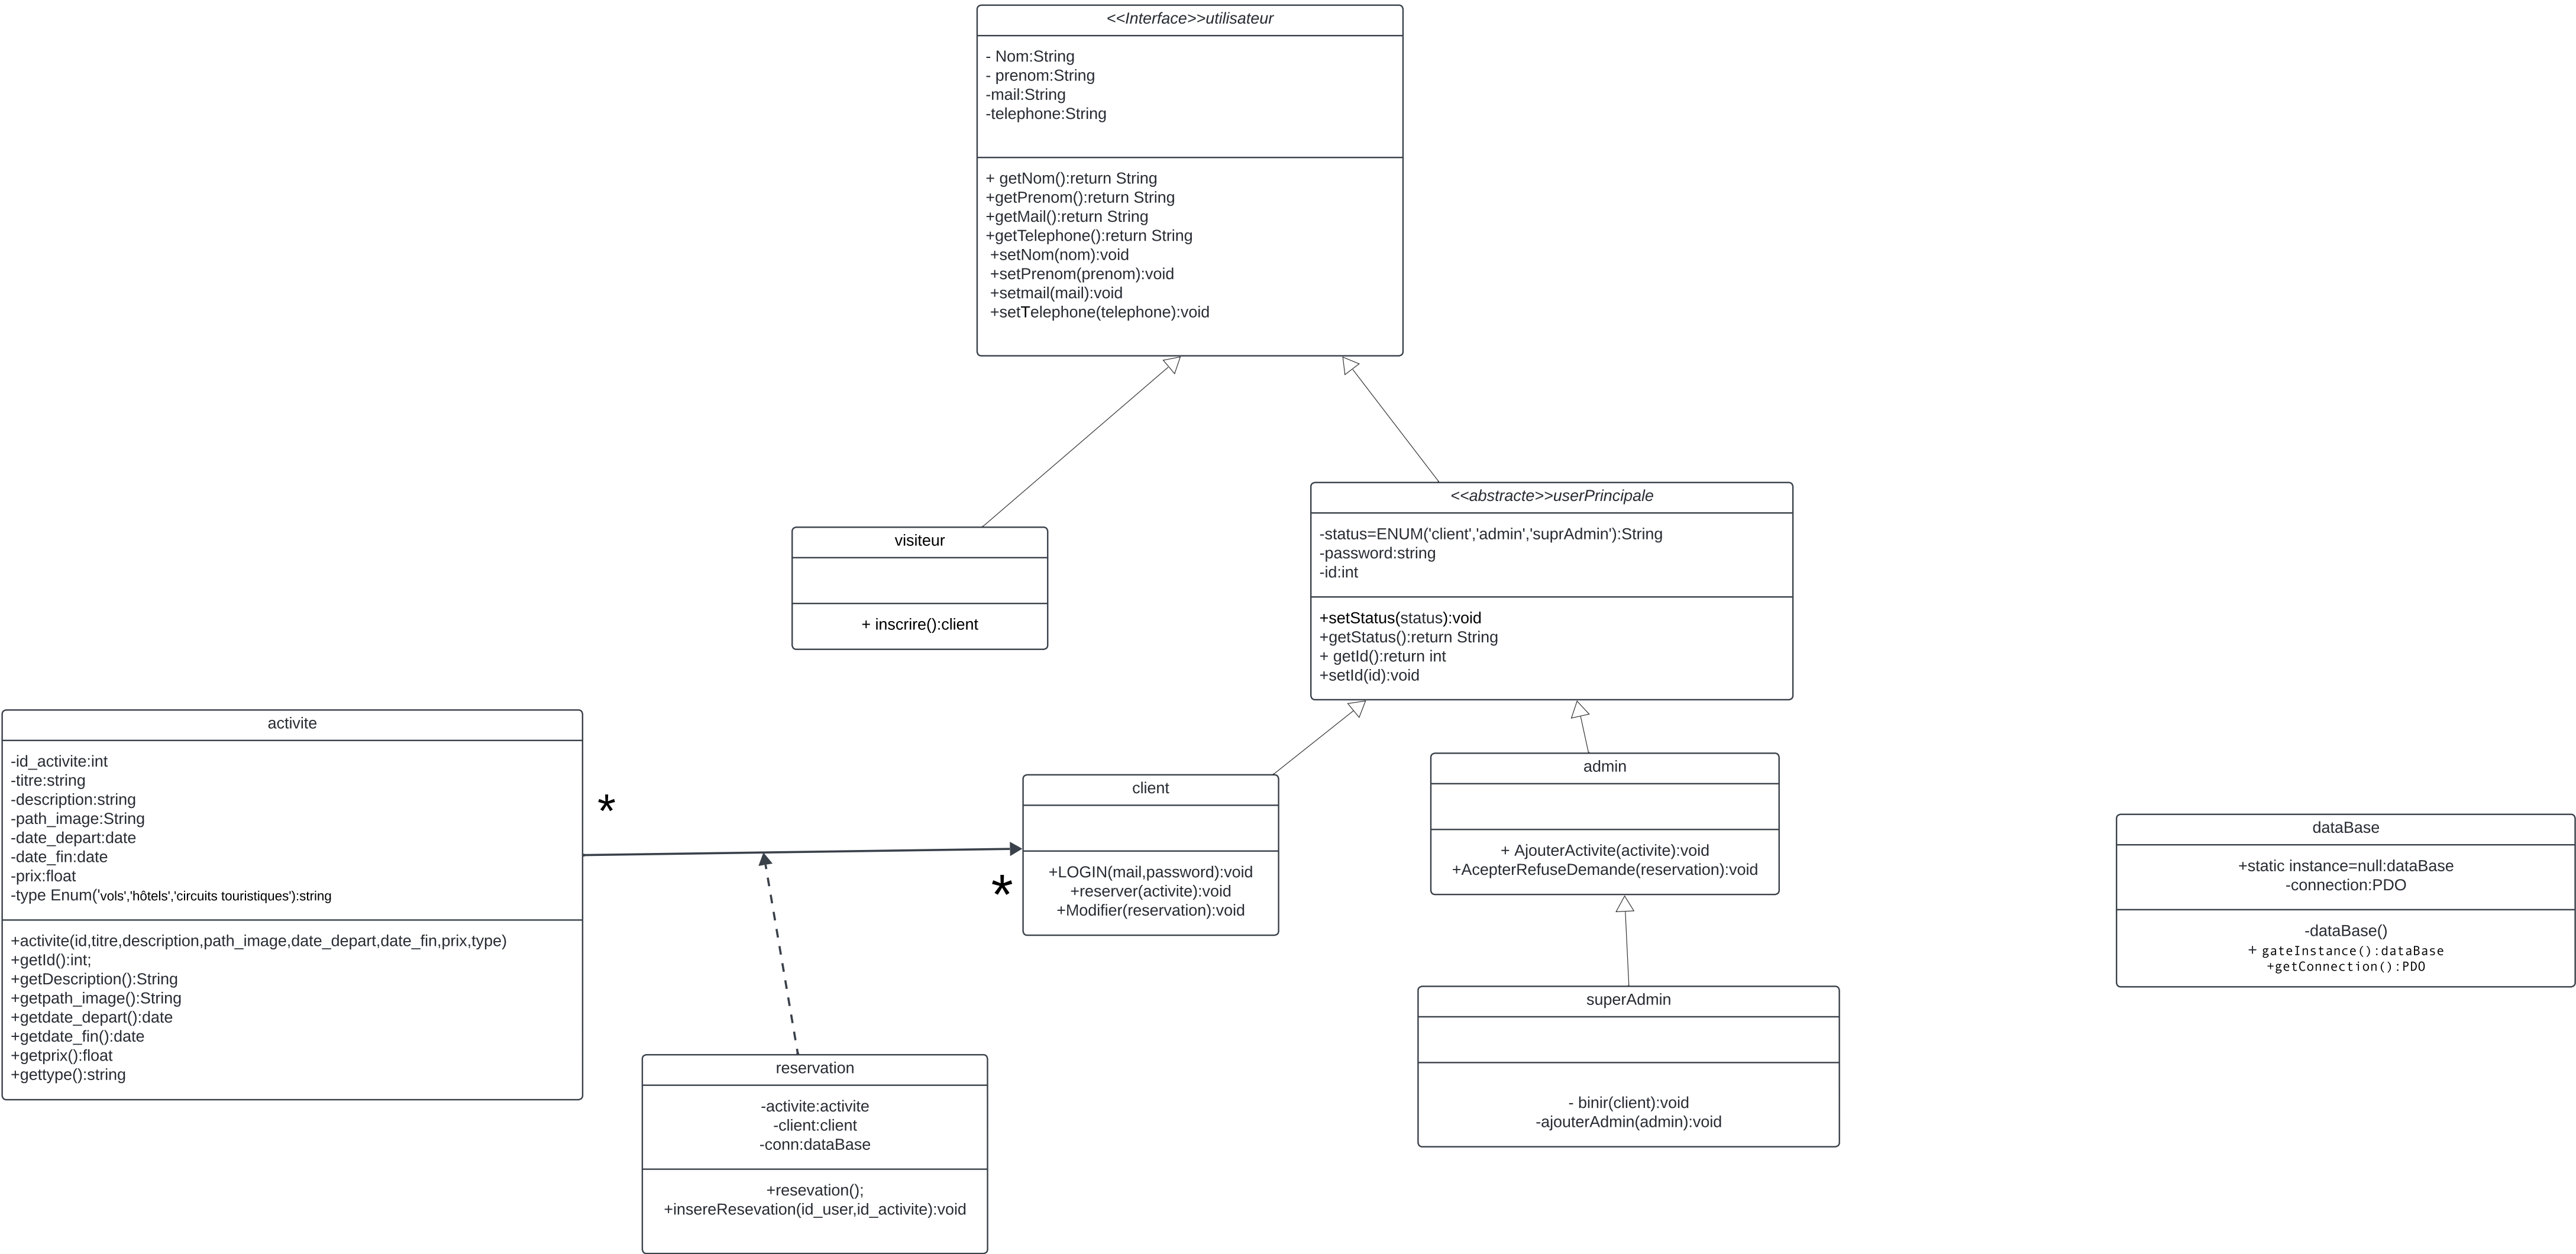 <<Interface>>utilisateur
- Nom:String
- prenom:String
-mail:String
-telephone:String
+ getNom():return String
+getPrenom():return String
+getMail():return String
+getTelephone():return String
+setNom(nom):void
+setPrenom(prenom):void
+setmail(mail):void
+setTelephone(telephone):void
<<abstracte>>userPrincipale
-status=ENUM('client','admin','suprAdmin'):String
-password:string
-id:int
+setStatus(status):void
+getStatus():return String
+ getId():return int
+setId(id):void
visiteur
+ inscrire():client
activite
-id_activite:int
-titre:string
-description:string
-path_image:String
-date_depart:date
-date_fin:date
-prix:float
-type Enum('vols','hôtels','circuits touristiques'):string
+activite(id,titre,description,path_image,date_depart,date_fin,prix,type)
+getId():int;
+getDescription():String
+getpath_image():String
+getdate_depart():date
+getdate_fin():date
+getprix():float
+gettype():string
*
*
client
+LOGIN(mail,password):void
+reserver(activite):void
+Modifier(reservation):void
admin
+ AjouterActivite(activite):void
+AcepterRefuseDemande(reservation):void
dataBase
+static instance=null:dataBase
-connection:PDO
-dataBase()
+ gateInstance():dataBase
+getConnection():PDO
superAdmin
- binir(client):void
-ajouterAdmin(admin):void
reservation
-activite:activite
-client:client
-conn:dataBase
+resevation();
+insereResevation(id_user,id_activite):void